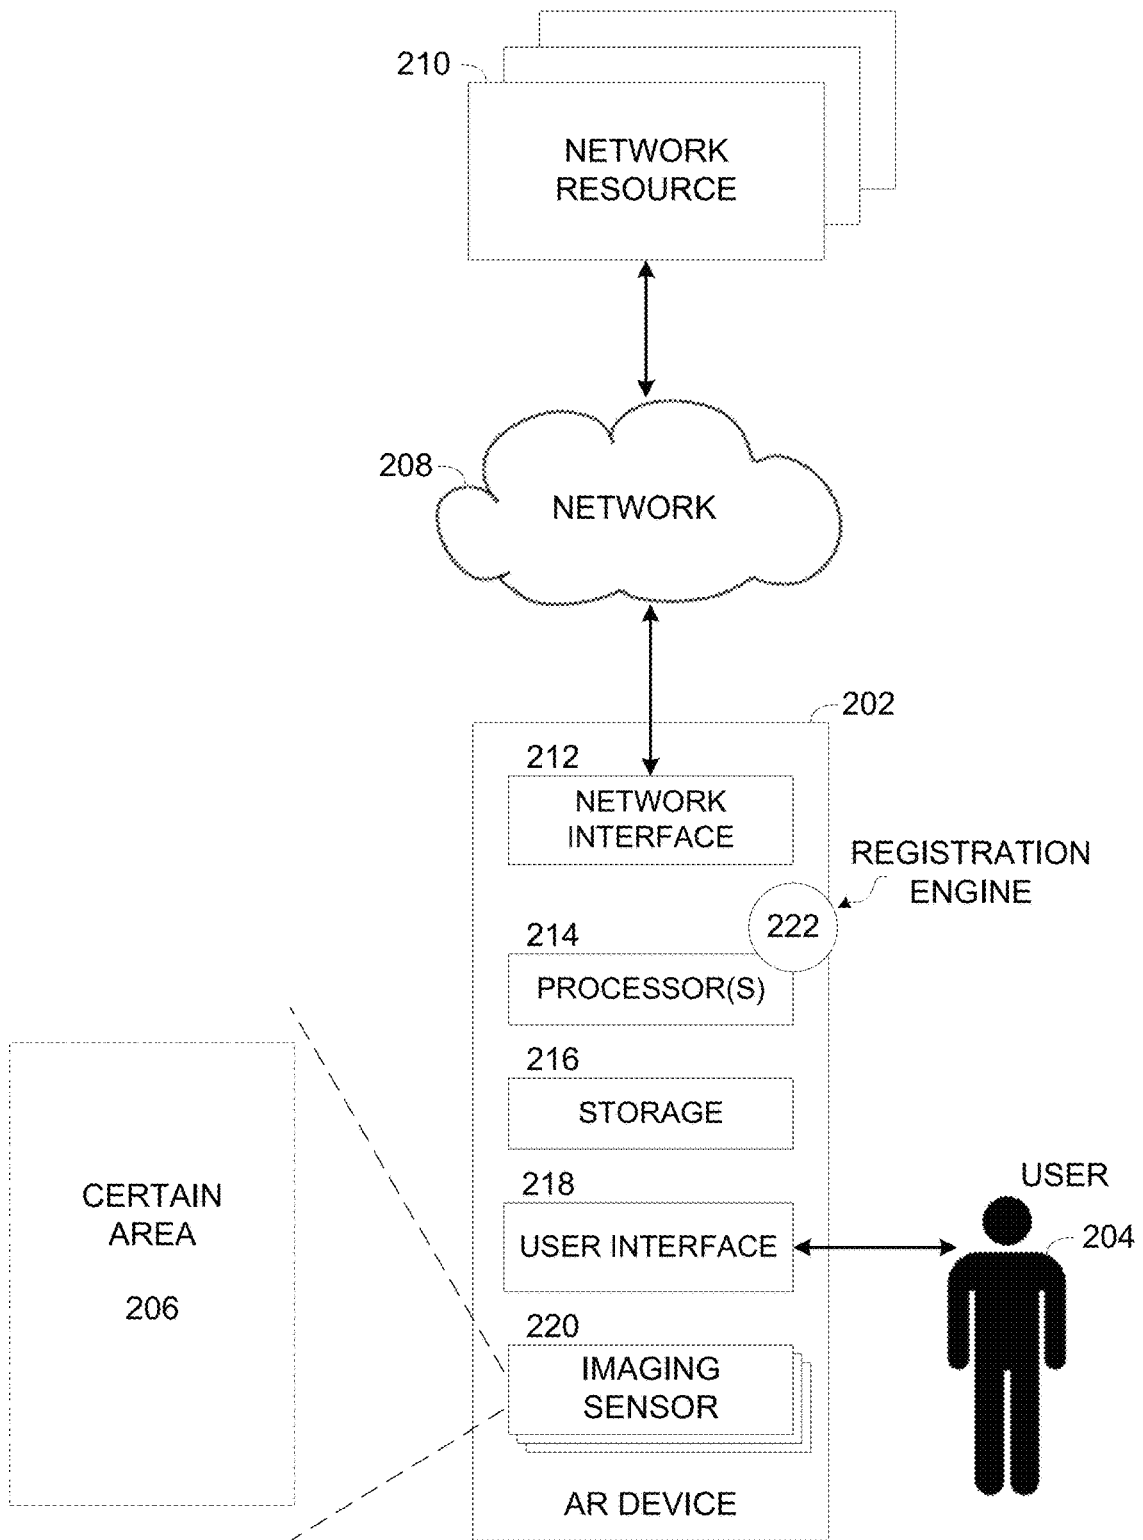 210
NETWORK
RESOURCE
208
NETWORK
202
212
NETWORK
INTERFACE
REGISTRATION
ENGINE
222
214
PROCESSOR(S)
216
STORAGE
CERTAIN
AREA
206
218
USER INTERFACE
USER
204
220
IMAGING
SENSOR
AR DEVICE